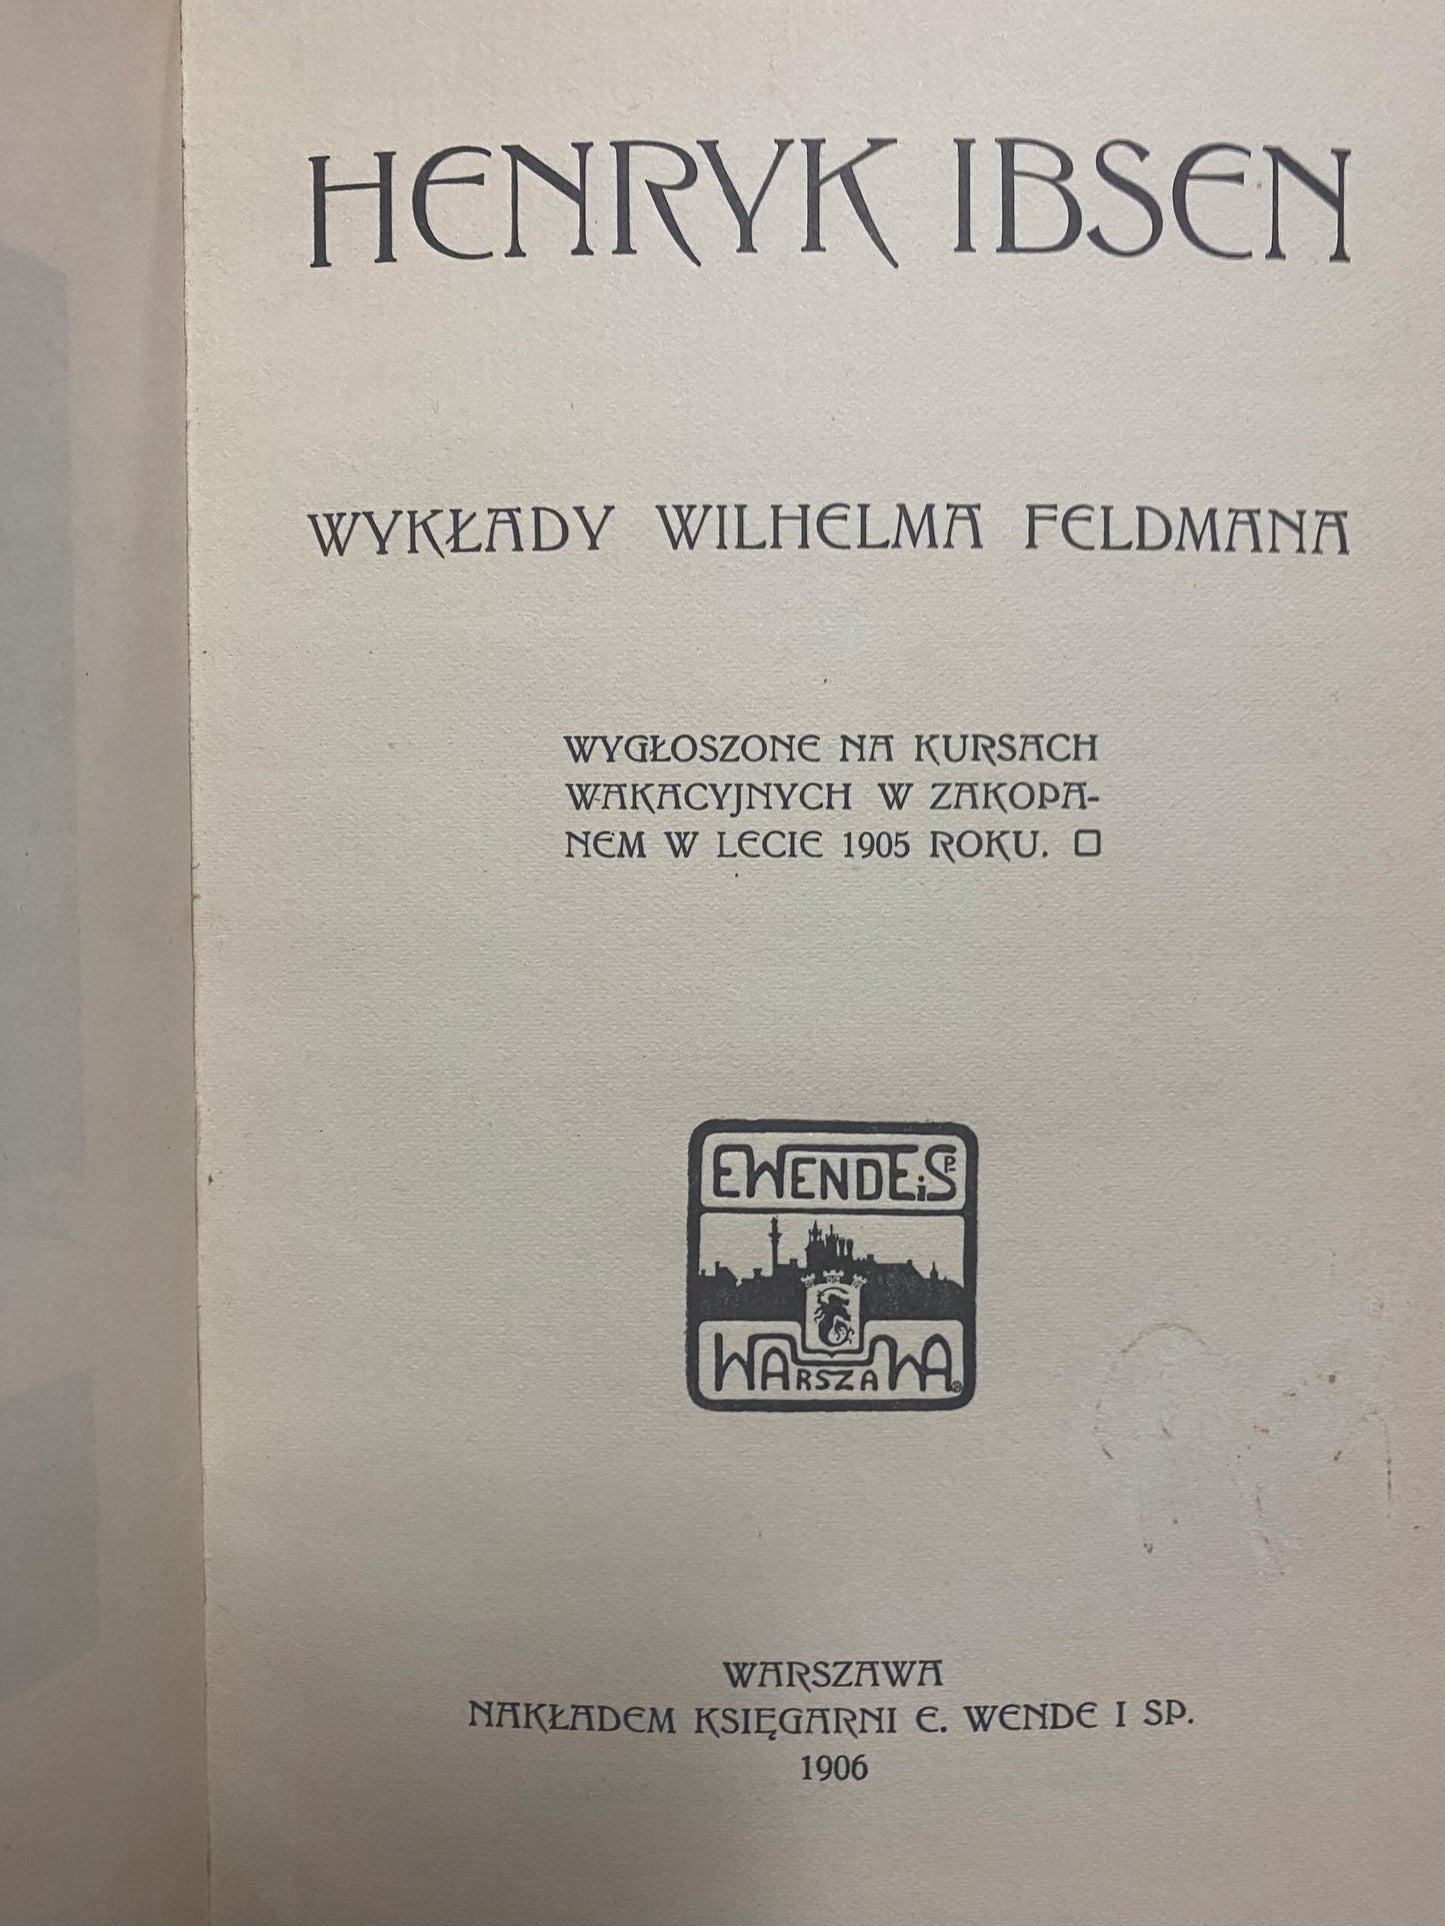 HENRYK IBSEN
WYKŁADY WILHELMA FELDMANA
WYGŁOSZONE NA KURSACH
WAKACYJNYCH W ZAKOPA-
NEM W LECIE 1905 ROKU.
E WENDE i SP.
WARSZAWA
WARSZAWA
NAKŁADEM KSIĘGARNI E. WENDE I SP.
1906